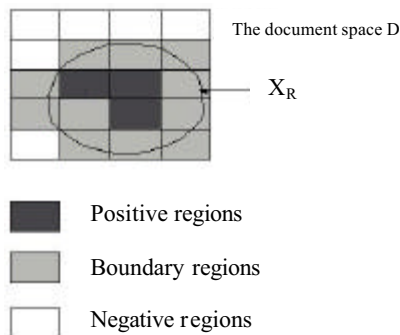 The document space D
X_R
Positive regions
Boundary regions
Negative regions